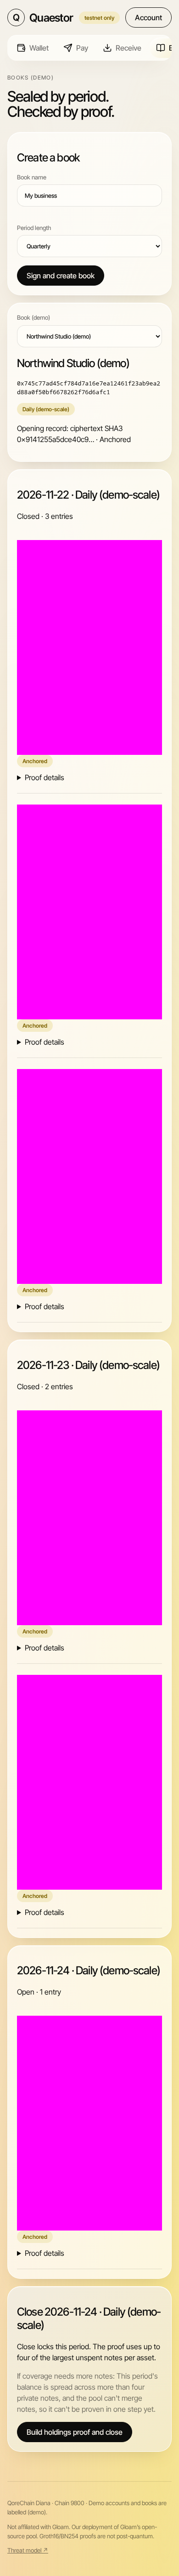 Q Quaestor testnet only Account
Wallet Pay Receive
BOOKS (DEMO)
Sealed by period.
Checked by proof.
Create a book
Book name
My business
Period length
Quarterly
Sign and create book
Book (demo)
Northwind Studio (demo)
Northwind Studio (demo)
Daily (demo-scale)
Opening record: ciphertext SHA3
0x9141255a5dce40c9… · Anchored
2026-11-22 · Daily (demo-scale)
Closed · 3 entries
Anchored
Proof details
Anchored
Proof details
Anchored
Proof details
2026-11-23 · Daily (demo-scale)
Closed · 2 entries
Anchored
Proof details
Anchored
Proof details
2026-11-24 · Daily (demo-scale)
Open · 1 entry
Anchored
Proof details
Close 2026-11-24 · Daily (demo-
scale)
Close locks this period. The proof uses up to
four of the largest unspent notes per asset.
If coverage needs more notes: This period's
balance is spread across more than four
private notes, and the pool can't merge
notes, so it can't be proven in one step yet.
Build holdings proof and close
QoreChain Diana · Chain 9800 · Demo accounts and books are
labelled (demo).
Not affiliated with Gloam. Our deployment of Gloam's open-
source pool. Groth16/BN254 proofs are not post-quantum.
Threat model ↗